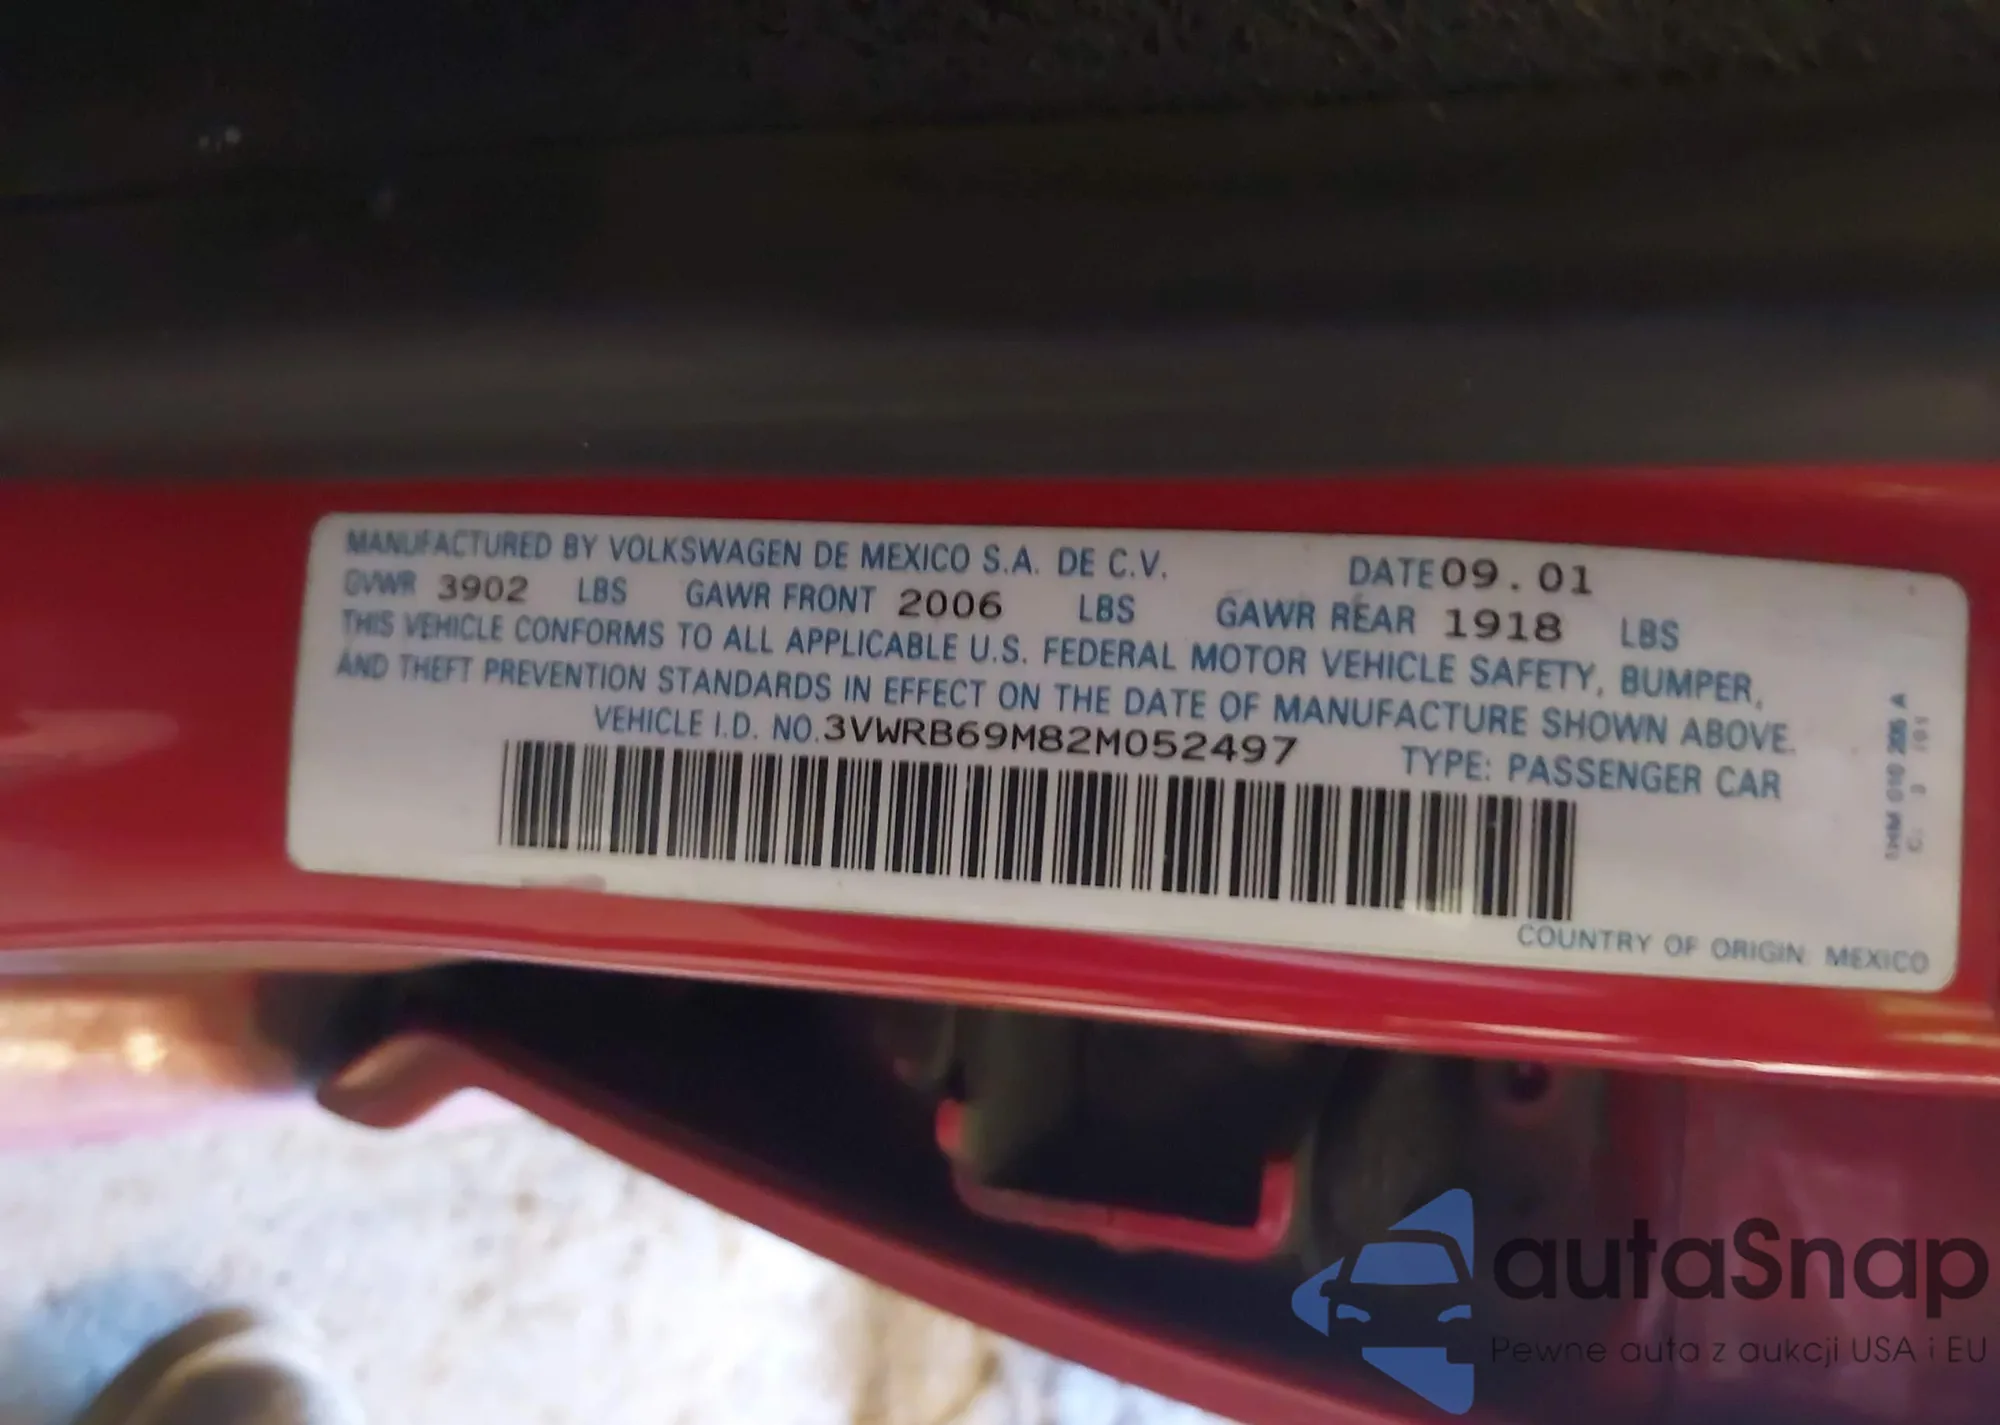 MANUFACTURED BY VOLKSWAGEN DE MEXICO S.A. DE C.V. DATE 09.01
GVWR 3902 LBS GAWR FRONT 2006 LBS GAWR REAR 1918 LBS
THIS VEHICLE CONFORMS TO ALL APPLICABLE U.S. FEDERAL MOTOR VEHICLE SAFETY, BUMPER,
AND THEFT PREVENTION STANDARDS IN EFFECT ON THE DATE OF MANUFACTURE SHOWN ABOVE.
VEHICLE I.D. NO. 3VWRB69M82M052497 TYPE: PASSENGER CAR
COUNTRY OF ORIGIN: MEXICO
autaSnap
Pewne auta z aukcji USA i EU